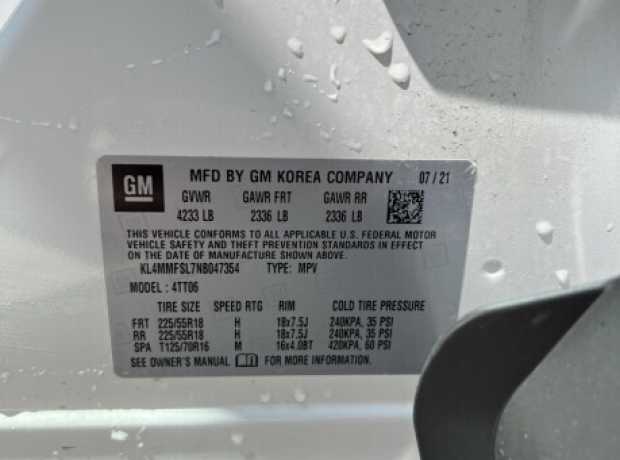 GM MFD BY GM KOREA COMPANY 07/21
GVWR GAWR FRT GAWR RR
4233 LB 2336 LB 2336 LB
THIS VEHICLE CONFORMS TO ALL APPLICABLE U.S. FEDERAL MOTOR
VEHICLE SAFETY AND THEFT PREVENTION STANDARDS IN EFFECT
ON THE DATE OF MANUFACTURE SHOWN ABOVE.
KL4MMFSL7NB047354 TYPE: MPV
MODEL: 4TT06
TIRE SIZE SPEED RTG RIM COLD TIRE PRESSURE
FRT 225/55R18 H 18x7.5J 240KPA, 35 PSI
RR 225/55R18 H 18x7.5J 240KPA, 35 PSI
SPA T125/70R16 M 16x4.0BT 420KPA, 60 PSI
SEE OWNER'S MANUAL FOR MORE INFORMATION.